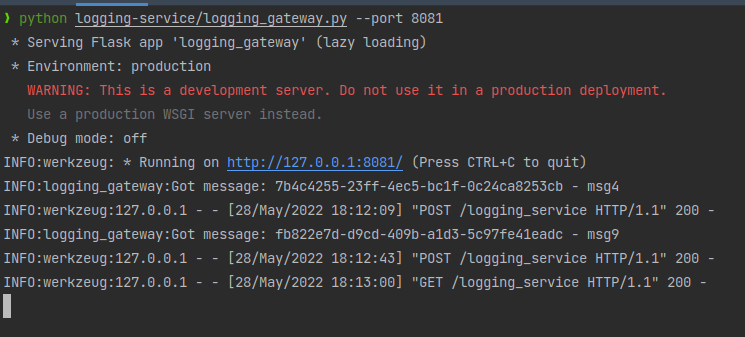 ❯ python logging-service/logging_gateway.py --port 8081
 * Serving Flask app 'logging_gateway' (lazy loading)
 * Environment: production
   WARNING: This is a development server. Do not use it in a production deployment.
   Use a production WSGI server instead.
 * Debug mode: off
INFO:werkzeug: * Running on http://127.0.0.1:8081/ (Press CTRL+C to quit)
INFO:logging_gateway:Got message: 7b4c4255-23ff-4ec5-bc1f-0c24ca8253cb - msg4
INFO:werkzeug:127.0.0.1 - - [28/May/2022 18:12:09] "POST /logging_service HTTP/1.1" 200 -
INFO:logging_gateway:Got message: fb822e7d-d9cd-409b-a1d3-5c97fe41eadc - msg9
INFO:werkzeug:127.0.0.1 - - [28/May/2022 18:12:43] "POST /logging_service HTTP/1.1" 200 -
INFO:werkzeug:127.0.0.1 - - [28/May/2022 18:13:00] "GET /logging_service HTTP/1.1" 200 -